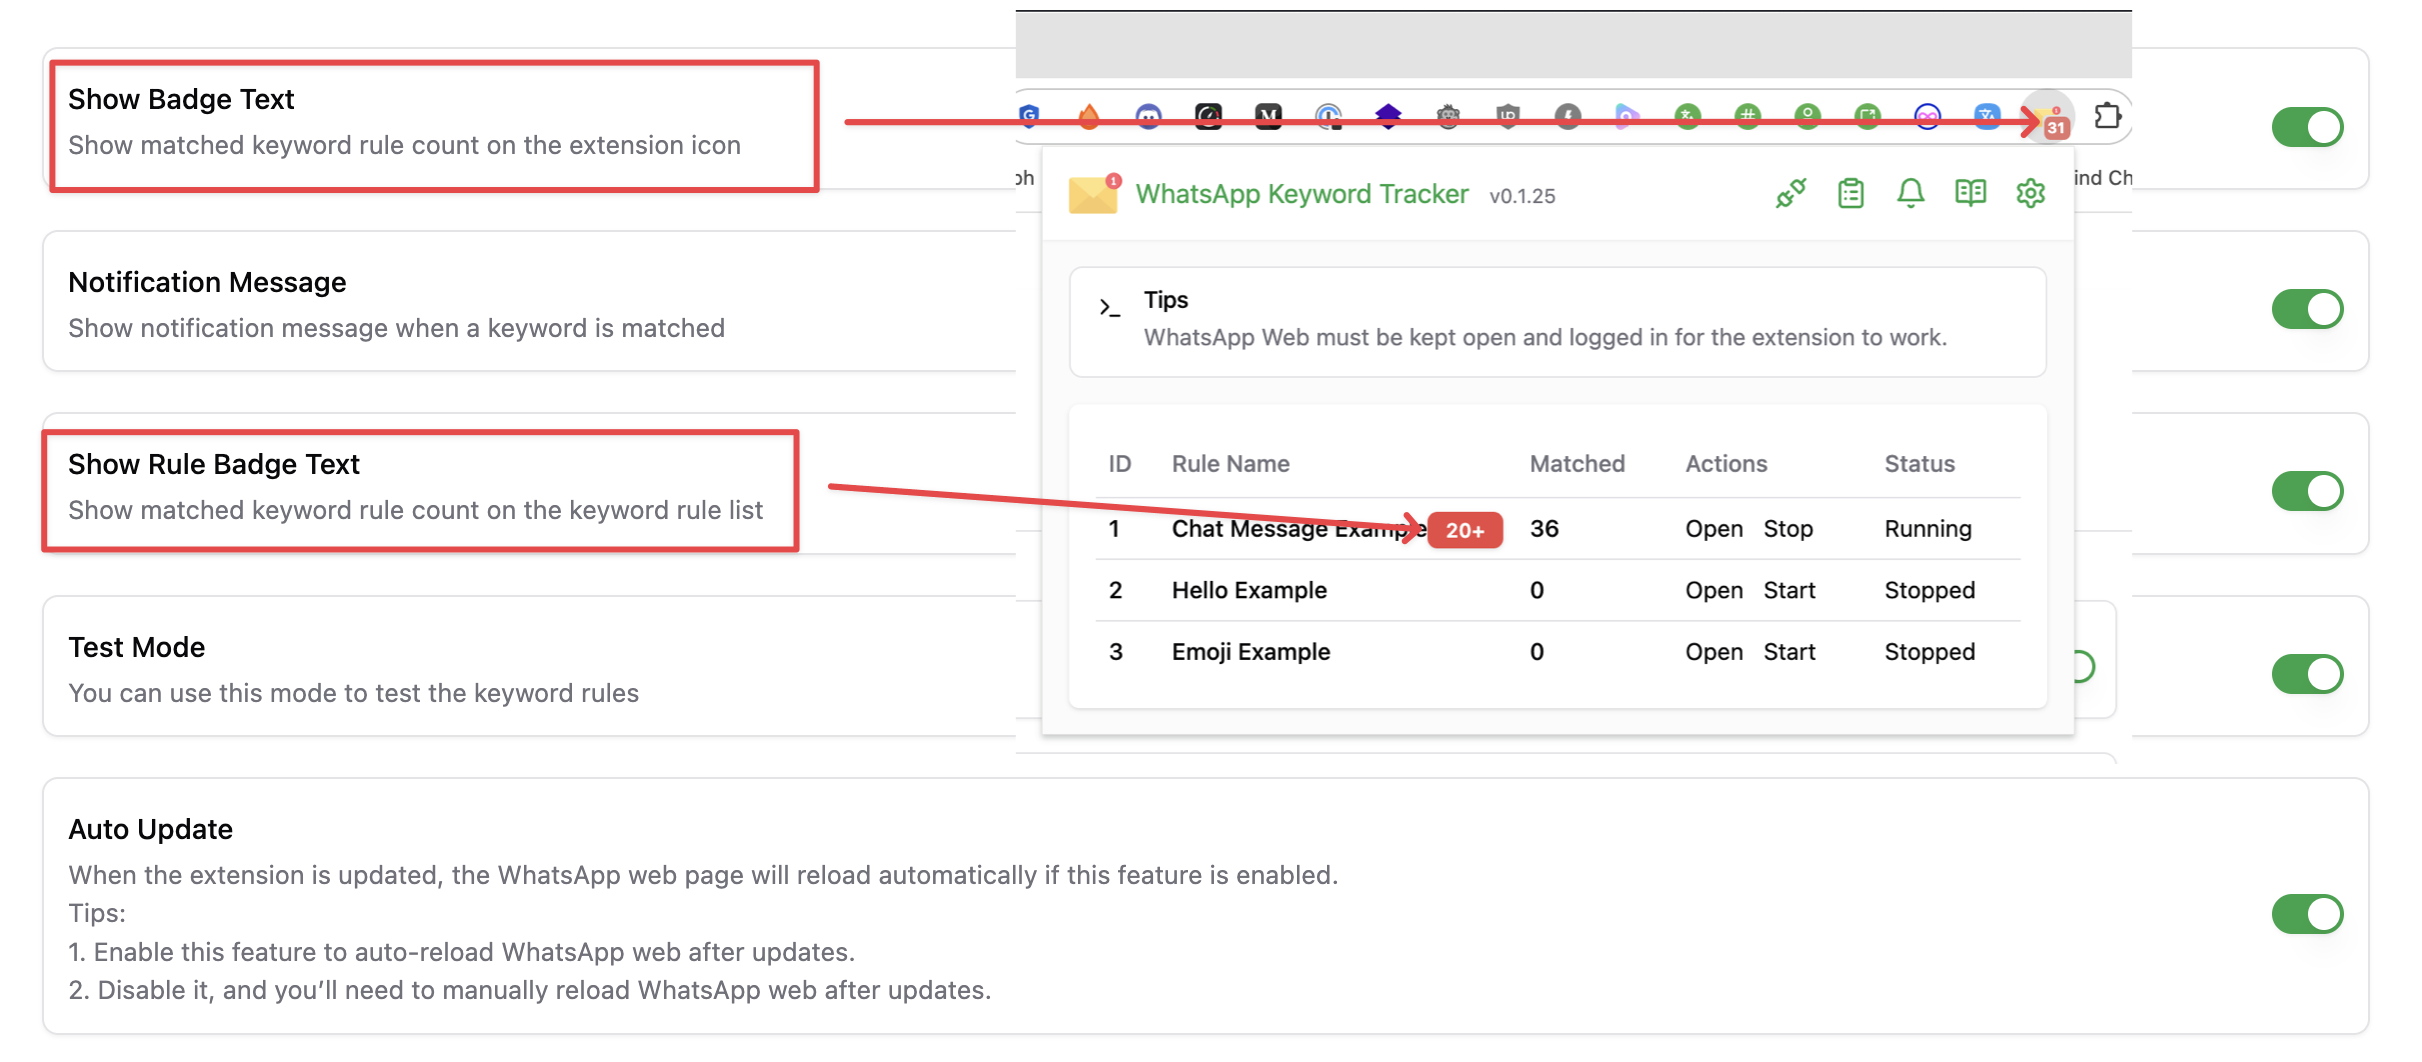 Show Badge Text
Show matched keyword rule count on the extension icon
Notification Message
Show notification message when a keyword is matched
Show Rule Badge Text
Show matched keyword rule count on the keyword rule list
Test Mode
You can use this mode to test the keyword rules
Auto Update
When the extension is updated, the WhatsApp web page will reload automatically if this feature is enabled.
Tips:
1. Enable this feature to auto-reload WhatsApp web after updates.
2. Disable it, and you’ll need to manually reload WhatsApp web after updates.
31
ph
ind Ch
1
WhatsApp Keyword Tracker v0.1.25
Tips
WhatsApp Web must be kept open and logged in for the extension to work.
ID Rule Name Matched Actions Status
1 Chat Message Example 20+ 36 Open Stop Running
2 Hello Example 0 Open Start Stopped
3 Emoji Example 0 Open Start Stopped